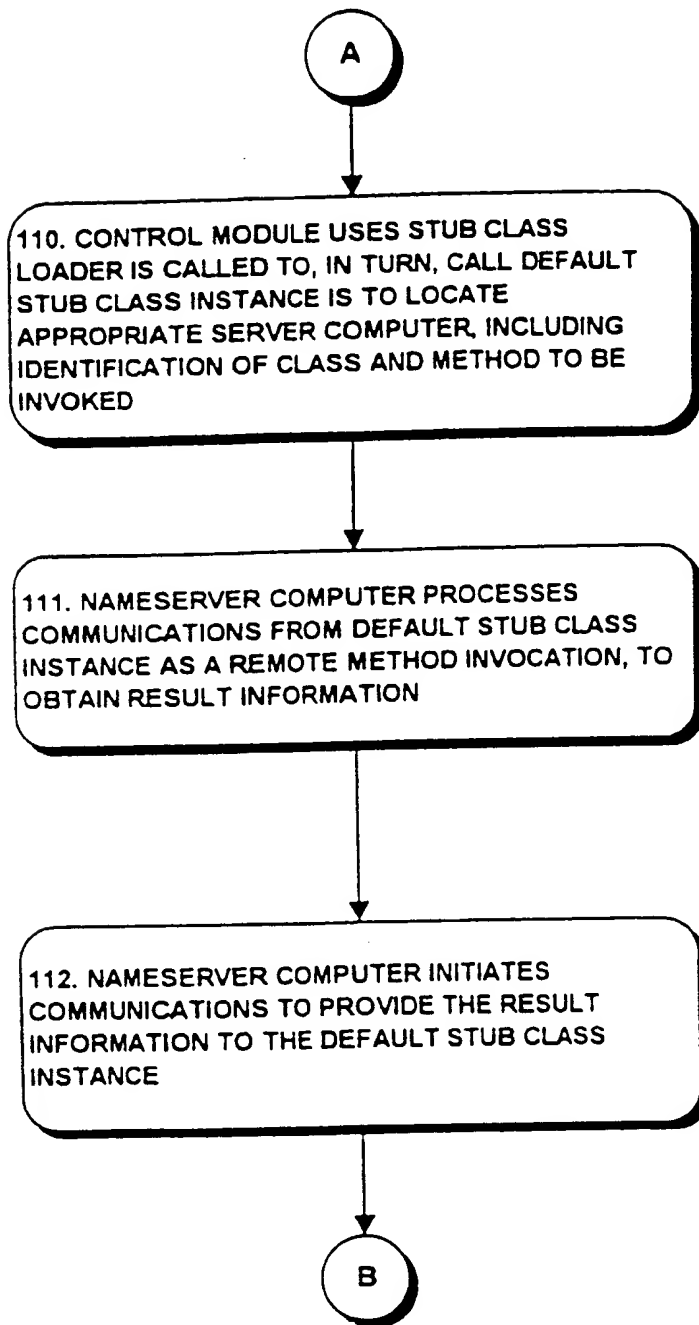 A
110. CONTROL MODULE USES STUB CLASS
LOADER IS CALLED TO, IN TURN, CALL DEFAULT
STUB CLASS INSTANCE IS TO LOCATE
APPROPRIATE SERVER COMPUTER, INCLUDING
IDENTIFICATION OF CLASS AND METHOD TO BE
INVOKED
111. NAMESERVER COMPUTER PROCESSES
COMMUNICATIONS FROM DEFAULT STUB CLASS
INSTANCE AS A REMOTE METHOD INVOCATION, TO
OBTAIN RESULT INFORMATION
112. NAMESERVER COMPUTER INITIATES
COMMUNICATIONS TO PROVIDE THE RESULT
INFORMATION TO THE DEFAULT STUB CLASS
INSTANCE
B